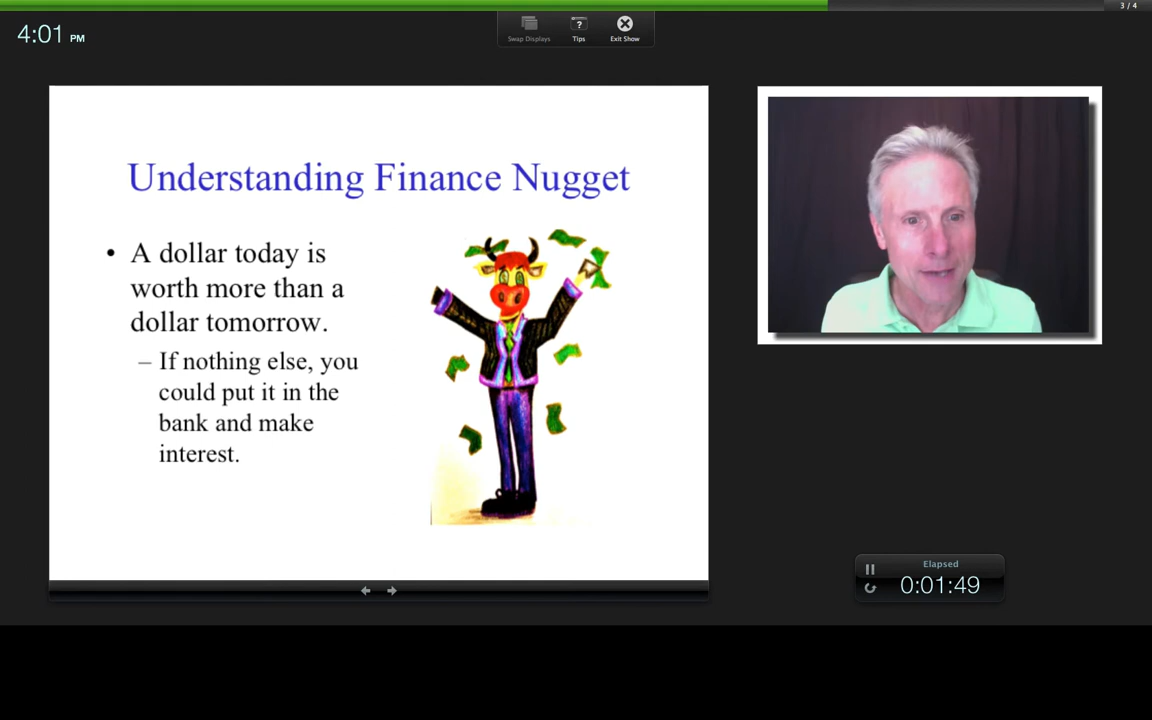 3 / 4
4:01 PM
Swap Displays
Tips
Exit Show
Understanding Finance Nugget
• A dollar today is
worth more than a
dollar tomorrow.
– If nothing else, you
could put it in the
bank and make
interest.
Elapsed
0:01:49